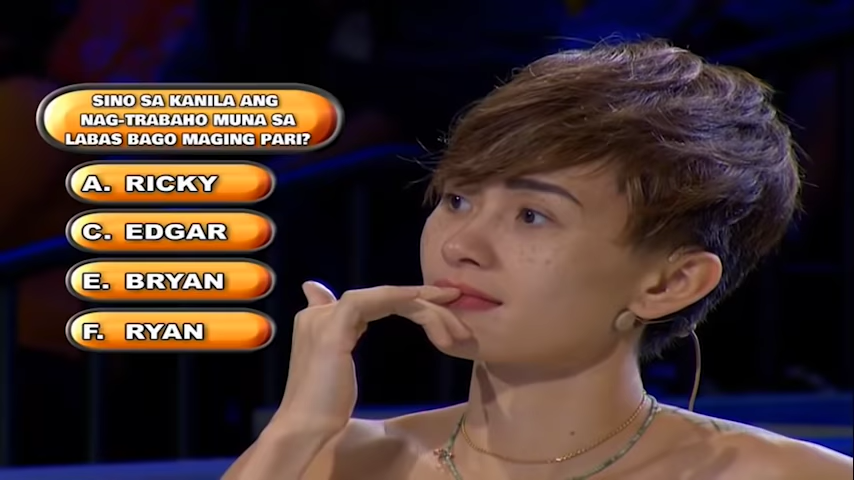 SINO SA KANILA ANG
NAG-TRABAHO MUNA SA
LABAS BAGO MAGING PARI?
A. RICKY
C. EDGAR
E. BRYAN
F. RYAN